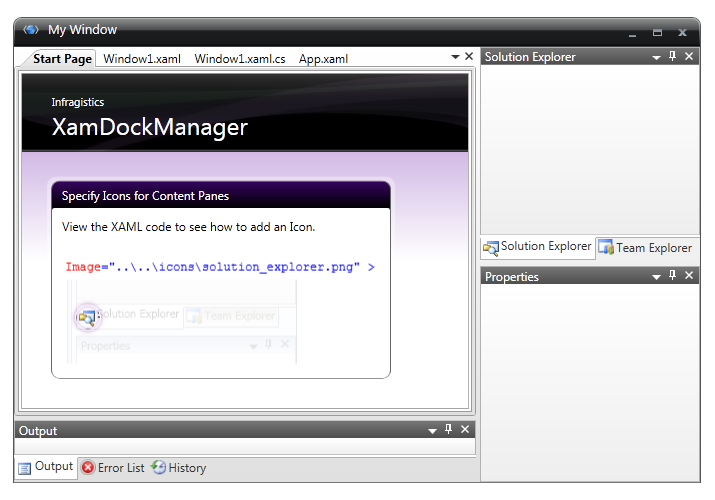 My Window
Start Page Window1.xaml Window1.xaml.cs App.xaml
Infragistics
XamDockManager
Specify Icons for Content Panes
View the XAML code to see how to add an Icon.
Image="..\..\icons\solution_explorer.png" >
Solution Explorer Team Explorer
Properties
Output
Output Error List History
Solution Explorer
Solution Explorer Team Explorer
Properties